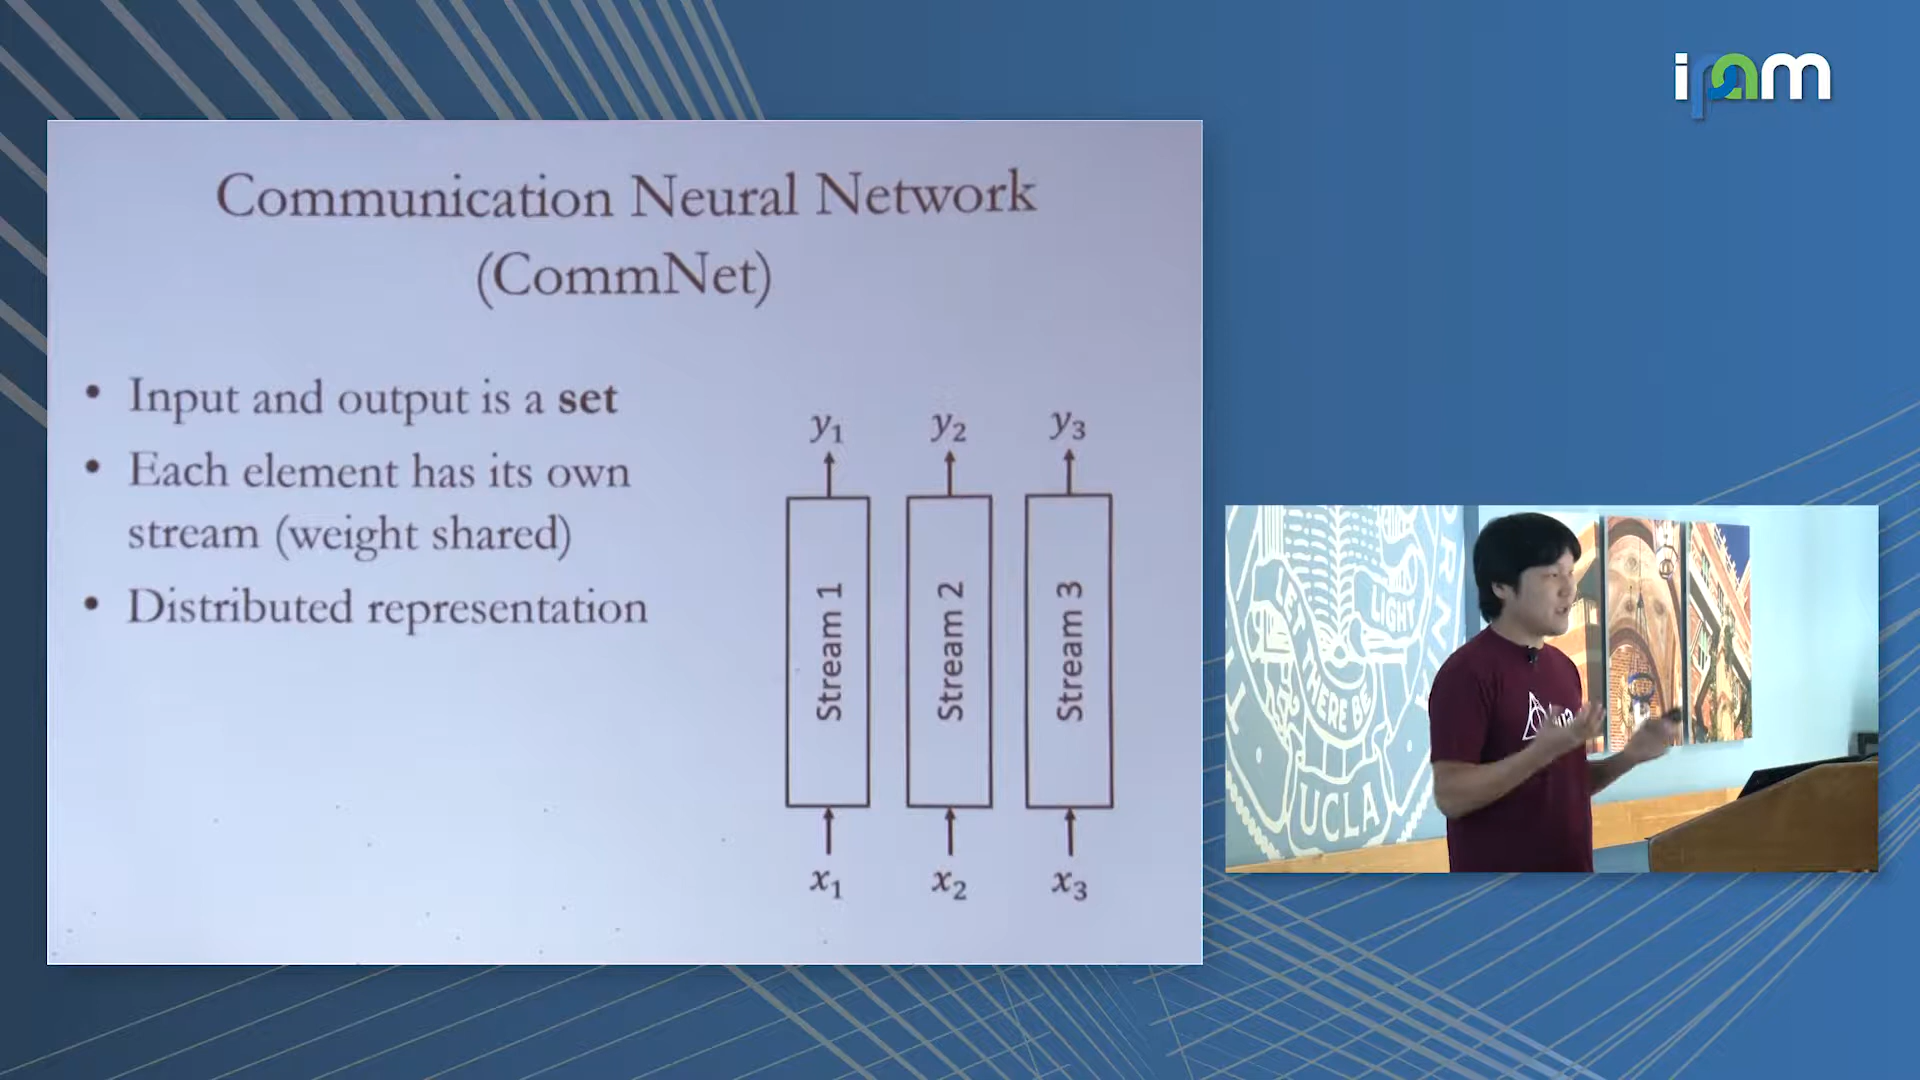 ipam
Communication Neural Network
(CommNet)
• Input and output is a set
• Each element has its own
stream (weight shared)
• Distributed representation
y₁ y₂ y₃
Stream 1 Stream 2 Stream 3
x₁ x₂ x₃
LET THERE BE LIGHT
UCLA